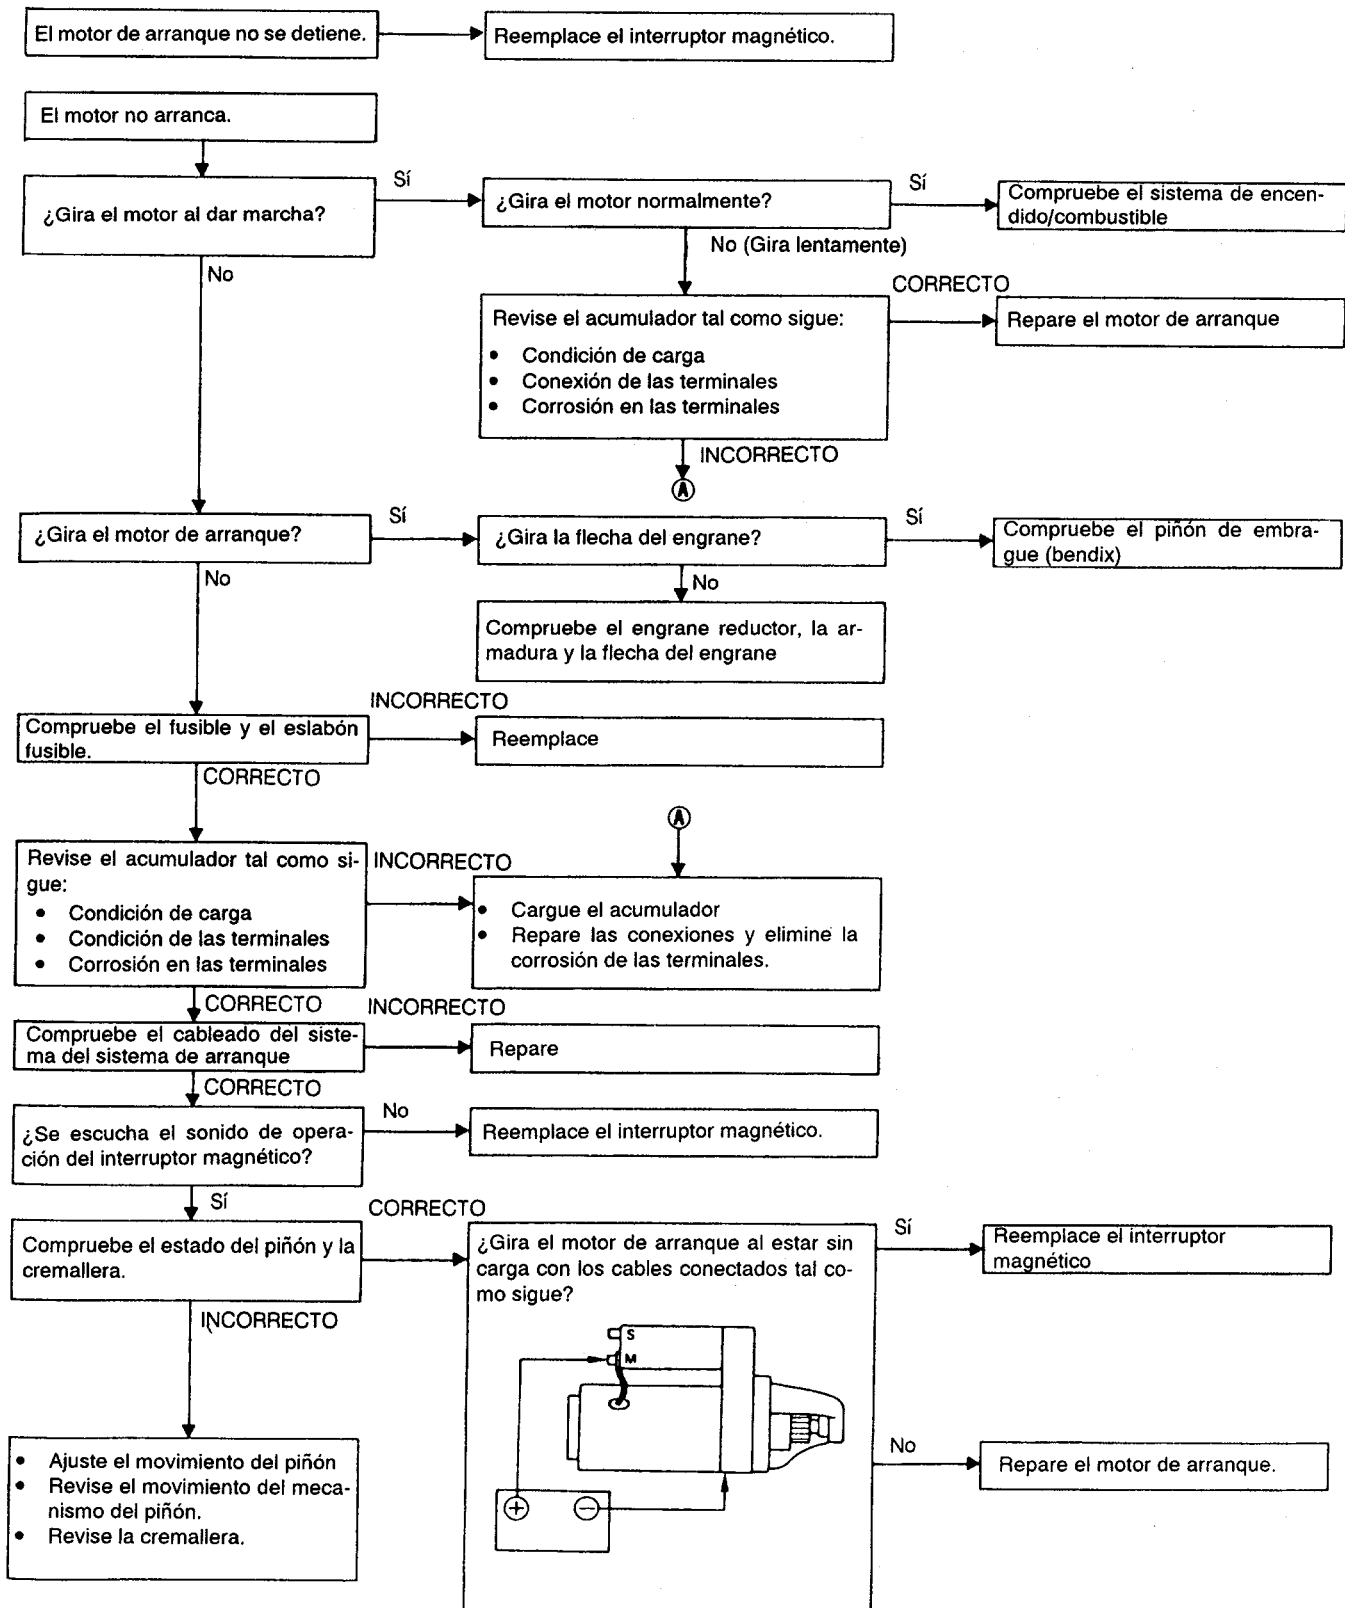 El motor de arranque no se detiene.
Reemplace el interruptor magnético.
El motor no arranca.
¿Gira el motor al dar marcha?
Sí
¿Gira el motor normalmente?
Sí
Compruebe el sistema de encen-
dido/combustible
No (Gira lentamente)
No
CORRECTO
Revise el acumulador tal como sigue:
• Condición de carga
• Conexión de las terminales
• Corrosión en las terminales
Repare el motor de arranque
INCORRECTO
A
¿Gira el motor de arranque?
Sí
¿Gira la flecha del engrane?
Sí
Compruebe el piñón de embra-
gue (bendix)
No
No
Compruebe el engrane reductor, la ar-
madura y la flecha del engrane
INCORRECTO
Compruebe el fusible y el eslabón
fusible.
Reemplace
CORRECTO
A
Revise el acumulador tal como si-
gue:
• Condición de carga
• Condición de las terminales
• Corrosión en las terminales
INCORRECTO
• Cargue el acumulador
• Repare las conexiones y elimine la
corrosión de las terminales.
CORRECTO
INCORRECTO
Compruebe el cableado del siste-
ma del sistema de arranque
Repare
CORRECTO
¿Se escucha el sonido de opera-
ción del interruptor magnético?
No
Reemplace el interruptor magnético.
Sí
CORRECTO
Compruebe el estado del piñón y la
cremallera.
¿Gira el motor de arranque al estar sin
carga con los cables conectados tal co-
mo sigue?
Sí
Reemplace el interruptor
magnético
INCORRECTO
S
M
+
−
No
Repare el motor de arranque.
• Ajuste el movimiento del piñón
• Revise el movimiento del meca-
nismo del piñón.
• Revise la cremallera.